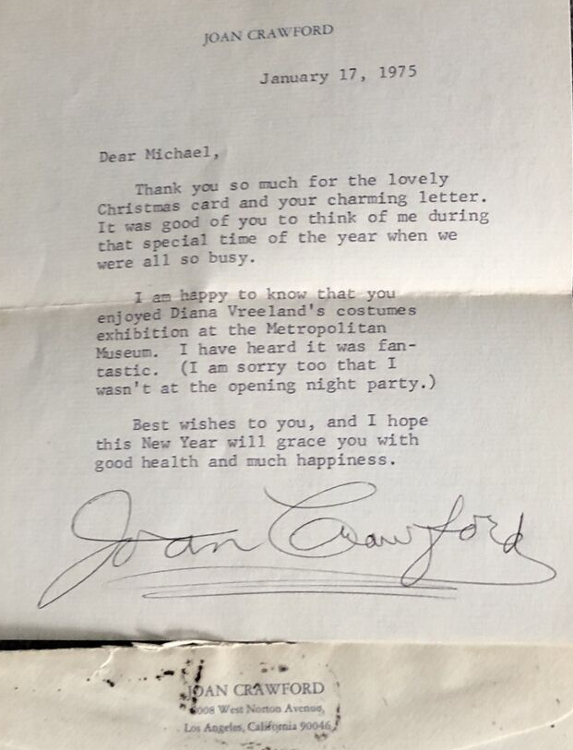 JOAN CRAWFORD
January 17, 1975
Dear Michael,
Thank you so much for the lovely
Christmas card and your charming letter.
It was good of you to think of me during
that special time of the year when we
were all so busy.
I am happy to know that you
enjoyed Diana Vreeland's costumes
exhibition at the Metropolitan
Museum. I have heard it was fan-
tastic. (I am sorry too that I
wasn't at the opening night party.)
Best wishes to you, and I hope
this New Year will grace you with
good health and much happiness.
Joan Crawford
JOAN CRAWFORD
West Norton Avenue,
Los Angeles, California 90046